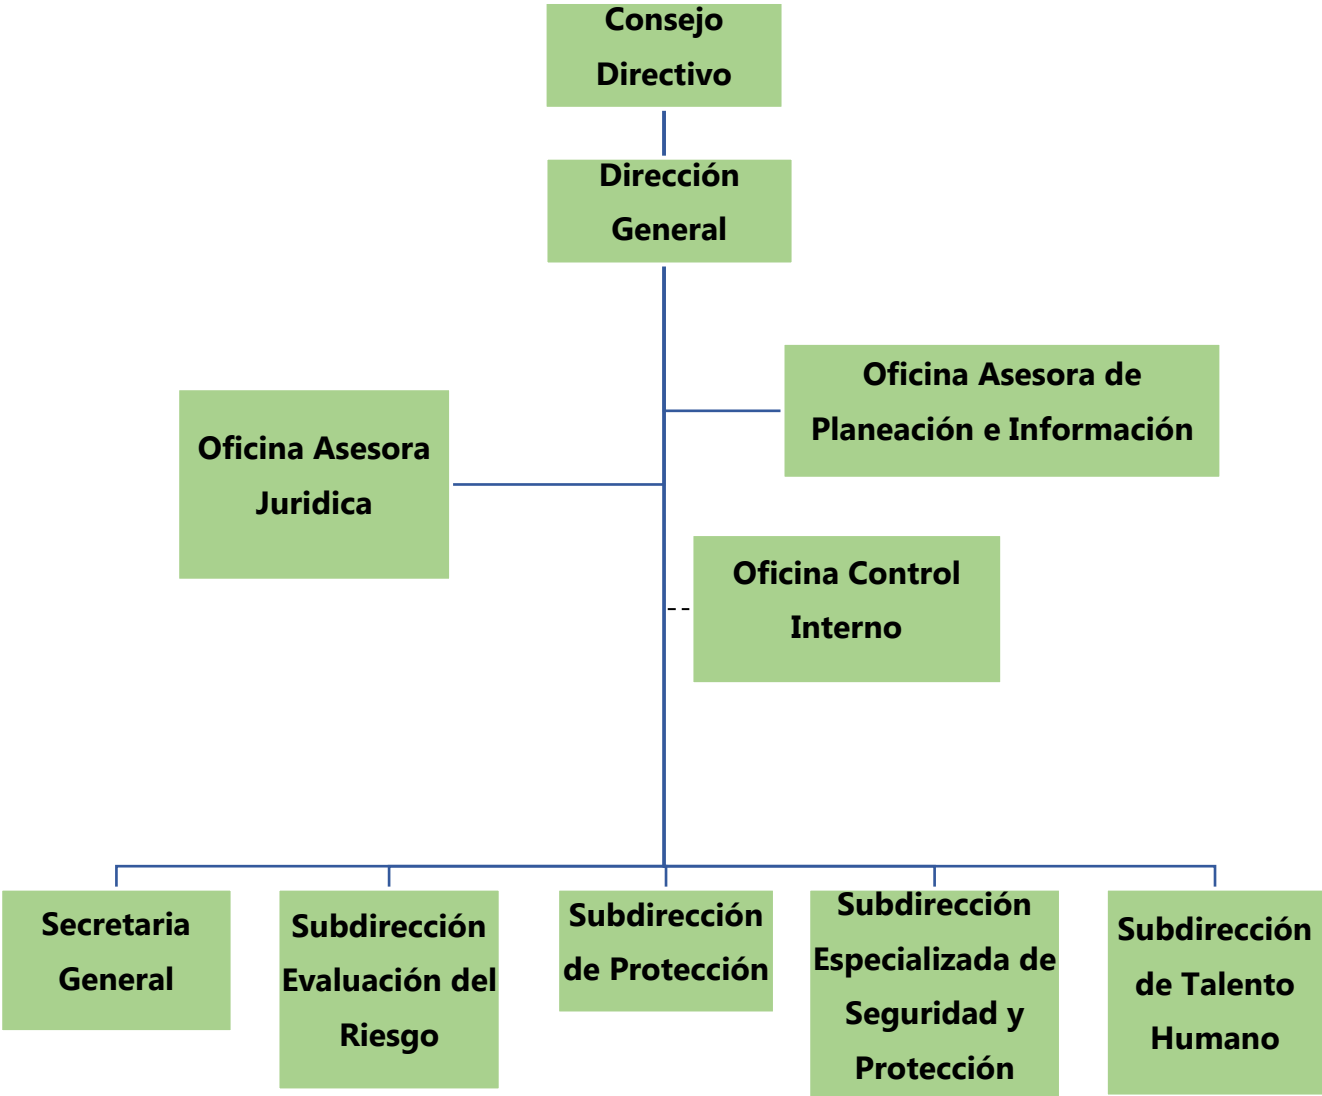 Consejo
Directivo
Dirección
General
Oficina Asesora de
Planeación e Información
Oficina Asesora
Juridica
Oficina Control
Interno
Secretaria
General
Subdirección
Evaluación del
Riesgo
Subdirección
de Protección
Subdirección
Especializada de
Seguridad y
Protección
Subdirección
de Talento
Humano